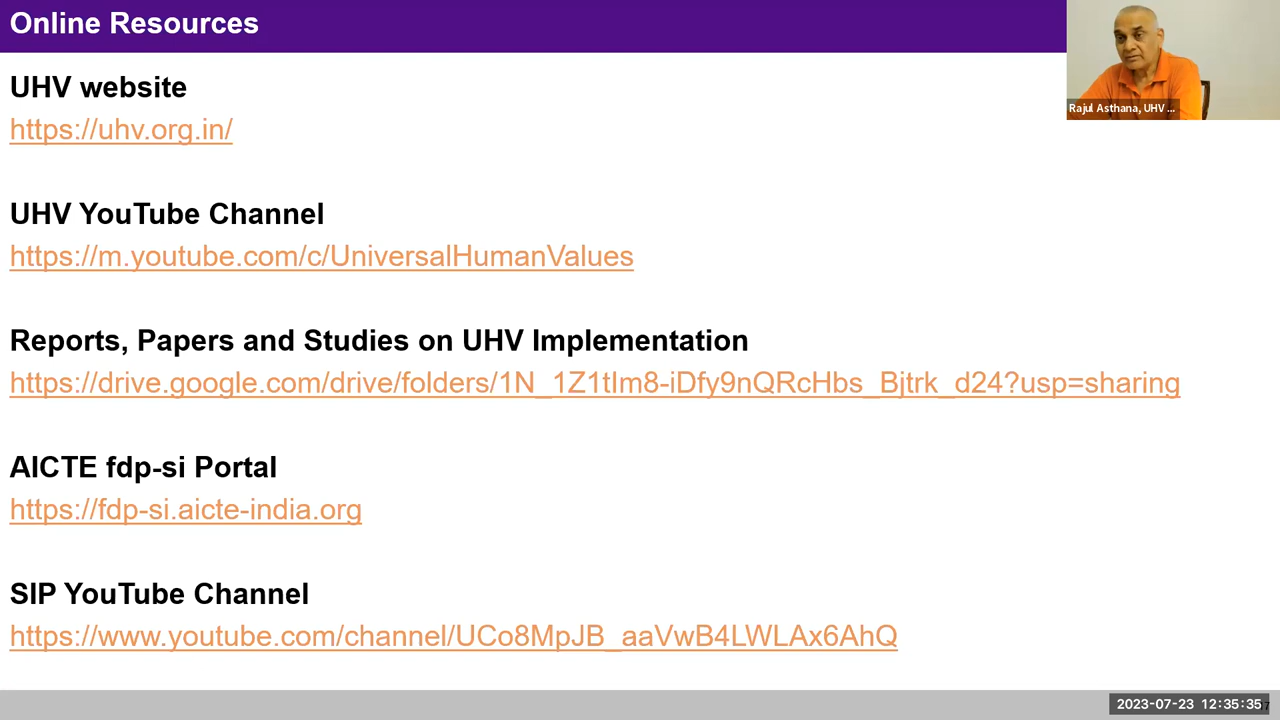 Online Resources
Rajul Asthana, UHV ...
UHV website
https://uhv.org.in/
UHV YouTube Channel
https://m.youtube.com/c/UniversalHumanValues
Reports, Papers and Studies on UHV Implementation
https://drive.google.com/drive/folders/1N_1Z1tIm8-iDfy9nQRcHbs_Bjtrk_d24?usp=sharing
AICTE fdp-si Portal
https://fdp-si.aicte-india.org
SIP YouTube Channel
https://www.youtube.com/channel/UCo8MpJB_aaVwB4LWLAx6AhQ
2023-07-23 12:35:35